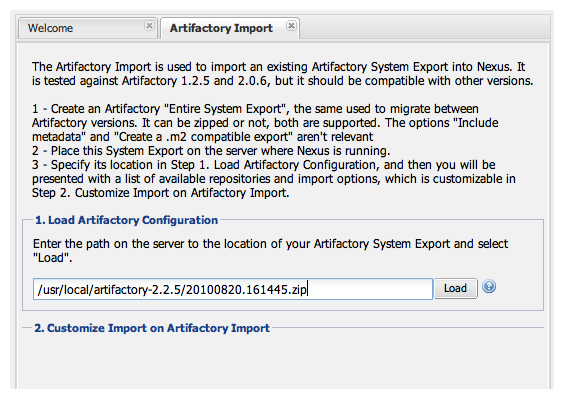 Welcome
Artifactory Import
The Artifactory Import is used to import an existing Artifactory System Export into Nexus. It
is tested against Artifactory 1.2.5 and 2.0.6, but it should be compatible with other versions.
1 - Create an Artifactory "Entire System Export", the same used to migrate between
Artifactory versions. It can be zipped or not, both are supported. The options "Include
metadata" and "Create a .m2 compatible export" aren't relevant
2 - Place this System Export on the server where Nexus is running.
3 - Specify its location in Step 1. Load Artifactory Configuration, and then you will be
presented with a list of available repositories and import options, which is customizable in
Step 2. Customize Import on Artifactory Import.
1. Load Artifactory Configuration
Enter the path on the server to the location of your Artifactory System Export and select
"Load".
/usr/local/artifactory-2.2.5/20100820.161445.zip
Load
?
2. Customize Import on Artifactory Import